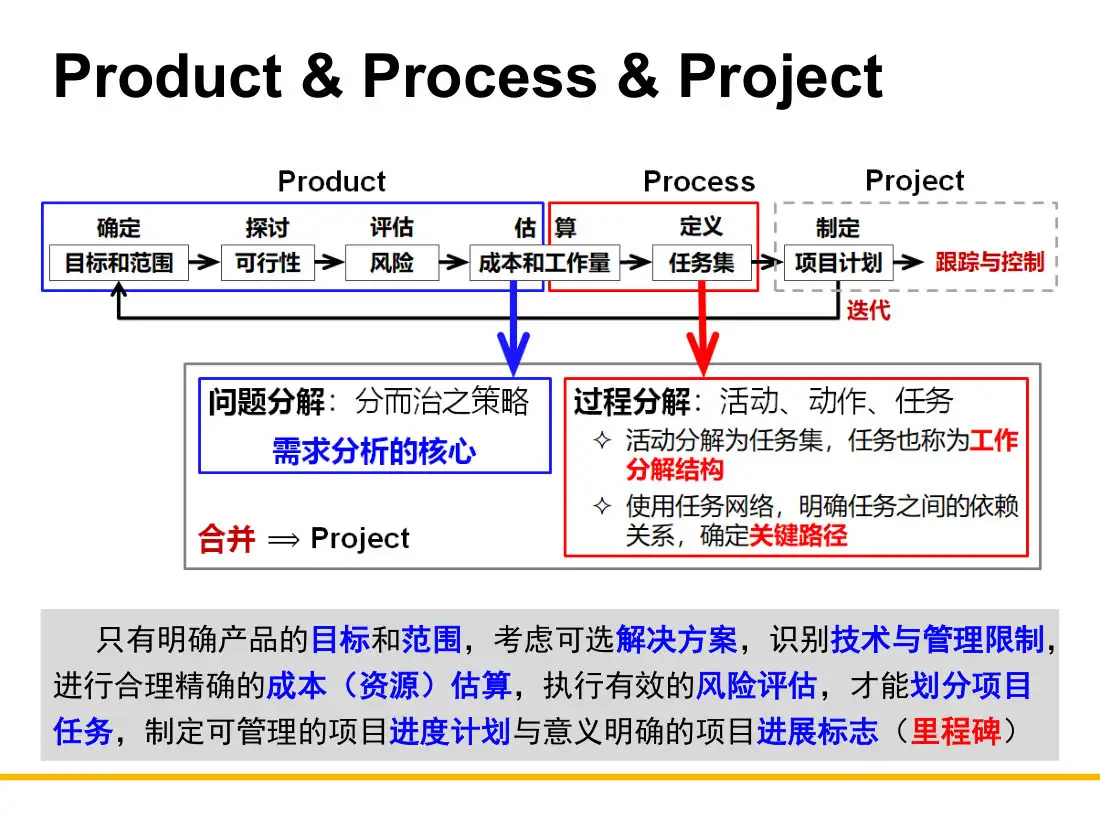 Product & Process & Project
Product Process Project
确定 探讨 评估 估 算 定义 制定
目标和范围 可行性 风险 成本和工作量 任务集 项目计划 跟踪与控制
迭代
问题分解：分而治之策略
需求分析的核心
过程分解：活动、动作、任务
✧ 活动分解为任务集，任务也称为工作
分解结构
✧ 使用任务网络，明确任务之间的依赖
关系，确定关键路径
合并 ⟹ Project
只有明确产品的目标和范围，考虑可选解决方案，识别技术与管理限制，
进行合理精确的成本（资源）估算，执行有效的风险评估，才能划分项目
任务，制定可管理的项目进度计划与意义明确的项目进展标志（里程碑）